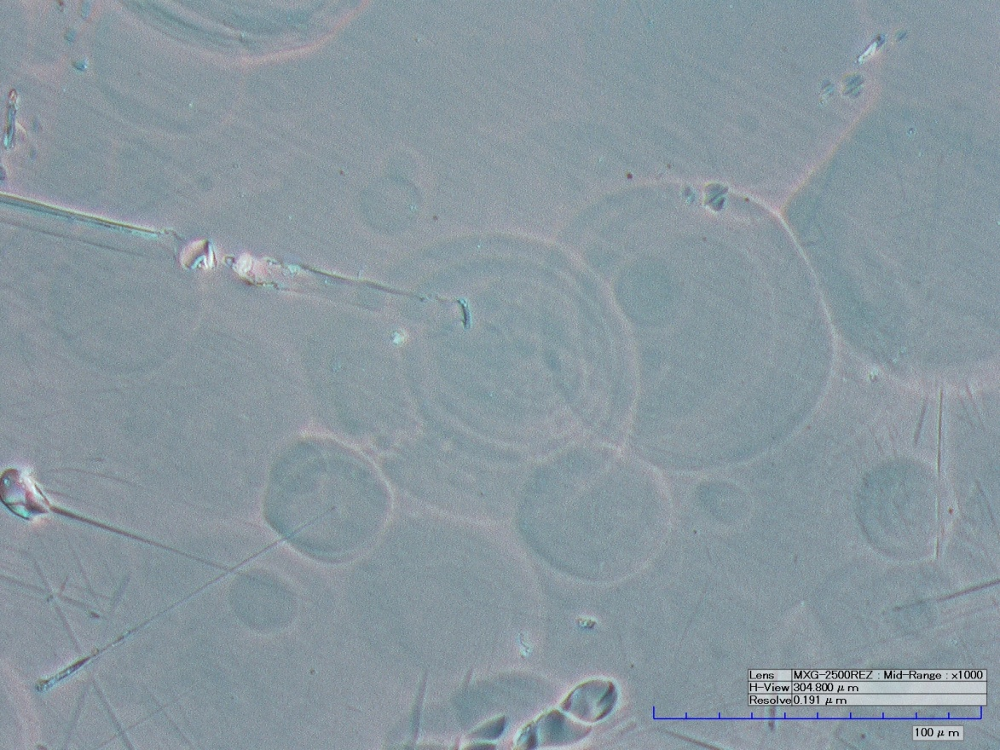 Lens MXG-2500REZ : Mid-Range : x1000
H-View 304.800 μm
Resolve 0.191 μm
100 μm